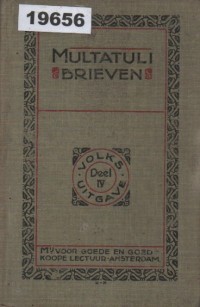 19656
MULTATULI
BRIEVEN
VOLKS
Deel
IV
UITGAVE
MIJ VOOR GOEDE EN GOED-
KOOPE LECTUUR-AMSTERDAM